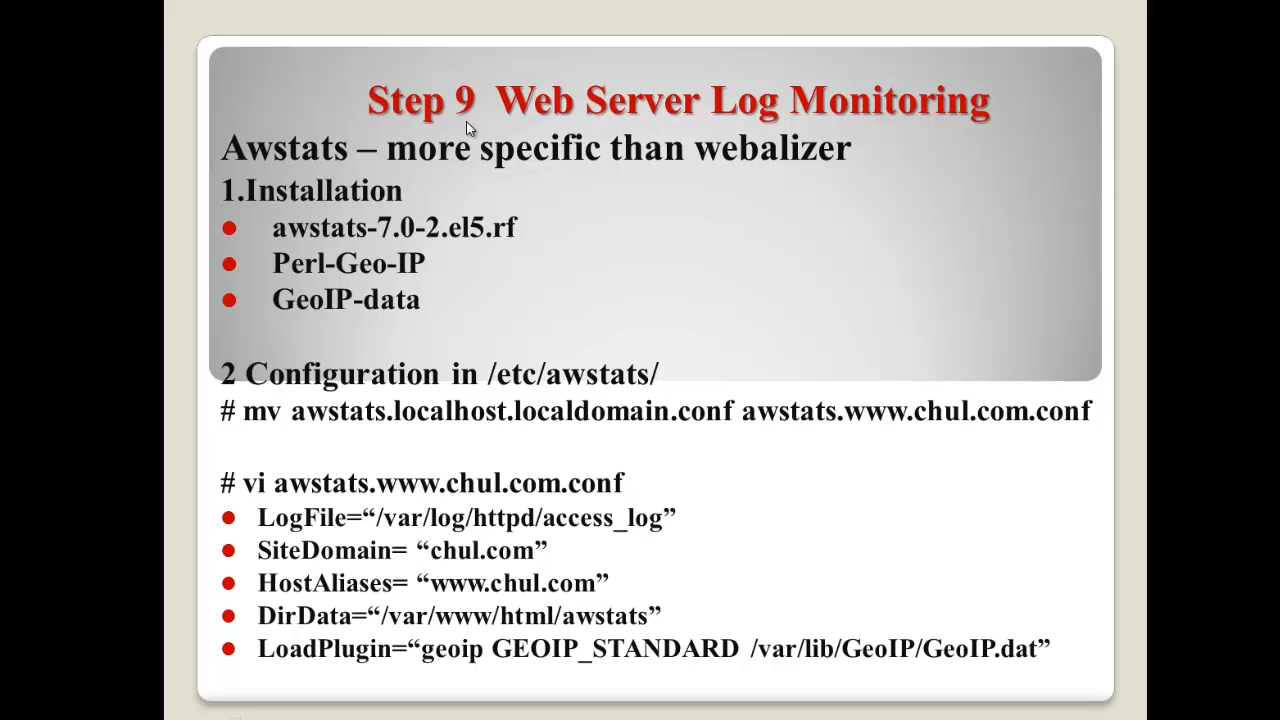 Step 9 Web Server Log Monitoring
Awstats – more specific than webalizer
1.Installation
● awstats-7.0-2.el5.rf
● Perl-Geo-IP
● GeoIP-data
2 Configuration in /etc/awstats/
# mv awstats.localhost.localdomain.conf awstats.www.chul.com.conf
# vi awstats.www.chul.com.conf
● LogFile=“/var/log/httpd/access_log”
● SiteDomain= “chul.com”
● HostAliases= “www.chul.com”
● DirData=“/var/www/html/awstats”
● LoadPlugin=“geoip GEOIP_STANDARD /var/lib/GeoIP/GeoIP.dat”